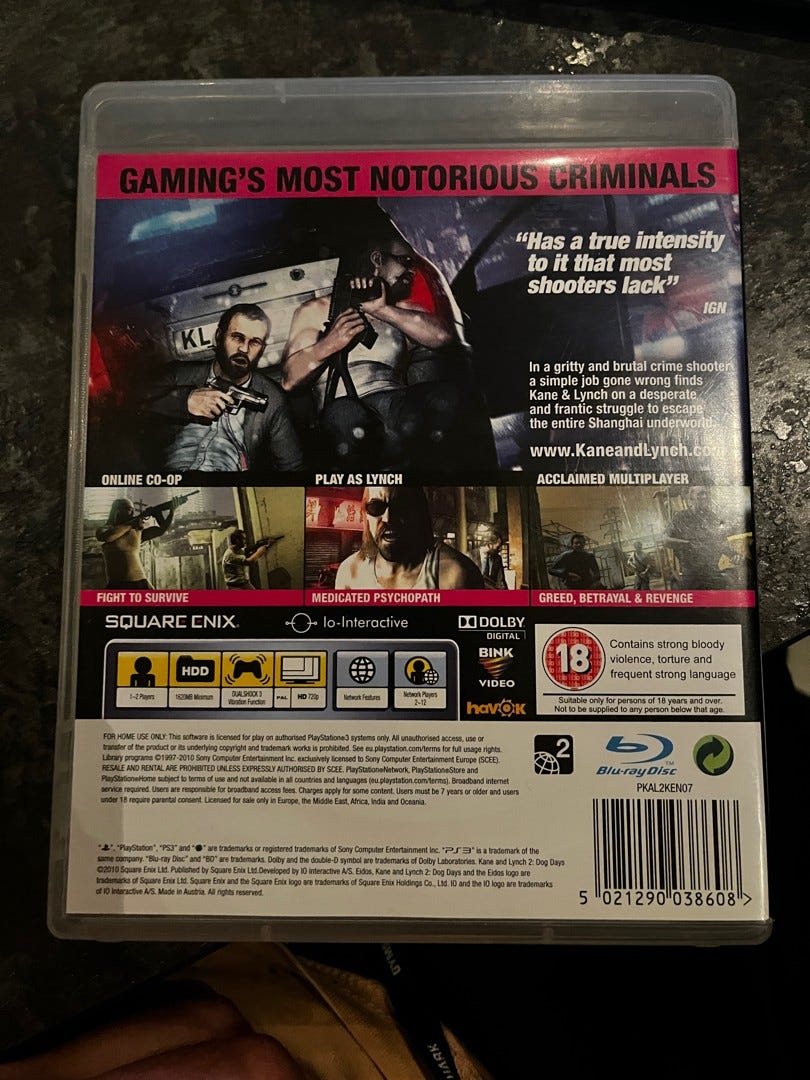 GAMING'S MOST NOTORIOUS CRIMINALS
"Has a true intensity
to it that most
shooters lack"
IGN
KL
In a gritty and brutal crime shooter
a simple job gone wrong finds
Kane & Lynch on a desperate
and frantic struggle to escape
the entire Shanghai underworld.
www.KaneandLynch.com
ONLINE CO-OP
PLAY AS LYNCH
ACCLAIMED MULTIPLAYER
FIGHT TO SURVIVE
MEDICATED PSYCHOPATH
GREED, BETRAYAL & REVENGE
SQUARE ENIX.
Io-Interactive
DOLBY
DIGITAL
BINK
VIDEO
havok
18
Contains strong bloody
violence, torture and
frequent strong language
Suitable only for persons of 18 years and over.
Not to be supplied to any person below that age.
HDD
1-2 Players
1620MB Minimum
DUALSHOCK 3
Vibration Function
PAL
HD 720p
Network Features
Network Players
2-12
FOR HOME USE ONLY: This software is licensed for play on authorised PlayStation3 systems only. All unauthorised access, use or
transfer of the product or its underlying copyright and trademark works is prohibited. See eu.playstation.com/terms for full usage rights.
Library programs ©1997-2010 Sony Computer Entertainment Inc. exclusively licensed to Sony Computer Entertainment Europe (SCEE).
RESALE AND RENTAL ARE PROHIBITED UNLESS EXPRESSLY AUTHORISED BY SCEE. PlayStationNetwork, PlayStationStore and
PlayStationHome subject to terms of use and not available in all countries and languages (eu.playstation.com/terms). Broadband internet
service required. Users are responsible for broadband access fees. Charges apply for some content. Users must be 7 years or older and users
under 18 require parental consent. Licensed for sale only in Europe, the Middle East, Africa, India and Oceania.
2
Blu-ray Disc
TM
PKAL2KEN07
"", "PlayStation", "PS3" and "" are trademarks or registered trademarks of Sony Computer Entertainment Inc. "PS3" is a trademark of the
same company. "Blu-ray Disc" and "BD" are trademarks. Dolby and the double-D symbol are trademarks of Dolby Laboratories. Kane and Lynch 2: Dog Days
©2010 Square Enix Ltd. Published by Square Enix Ltd.Developed by IO Interactive A/S. Eidos, Kane and Lynch 2: Dog Days and the Eidos logo are
trademarks of Square Enix Ltd. Square Enix and the Square Enix logo are trademarks of Square Enix Holdings Co., Ltd. IO and the IO logo are trademarks
of IO Interactive A/S. Made in Austria. All rights reserved.
5 021290 038608 >